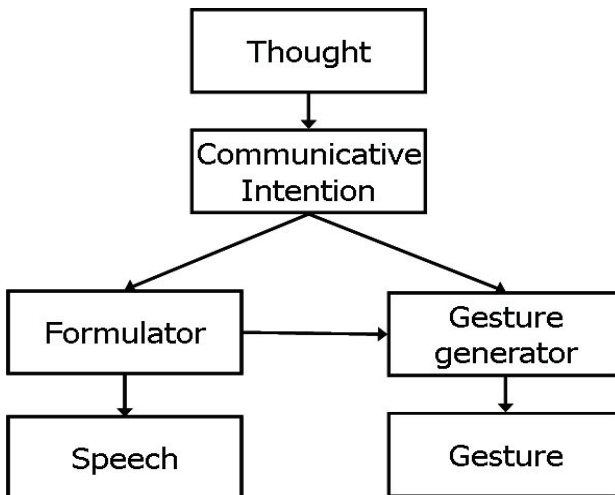 Thought
Communicative
Intention
Formulator
Gesture
generator
Speech
Gesture